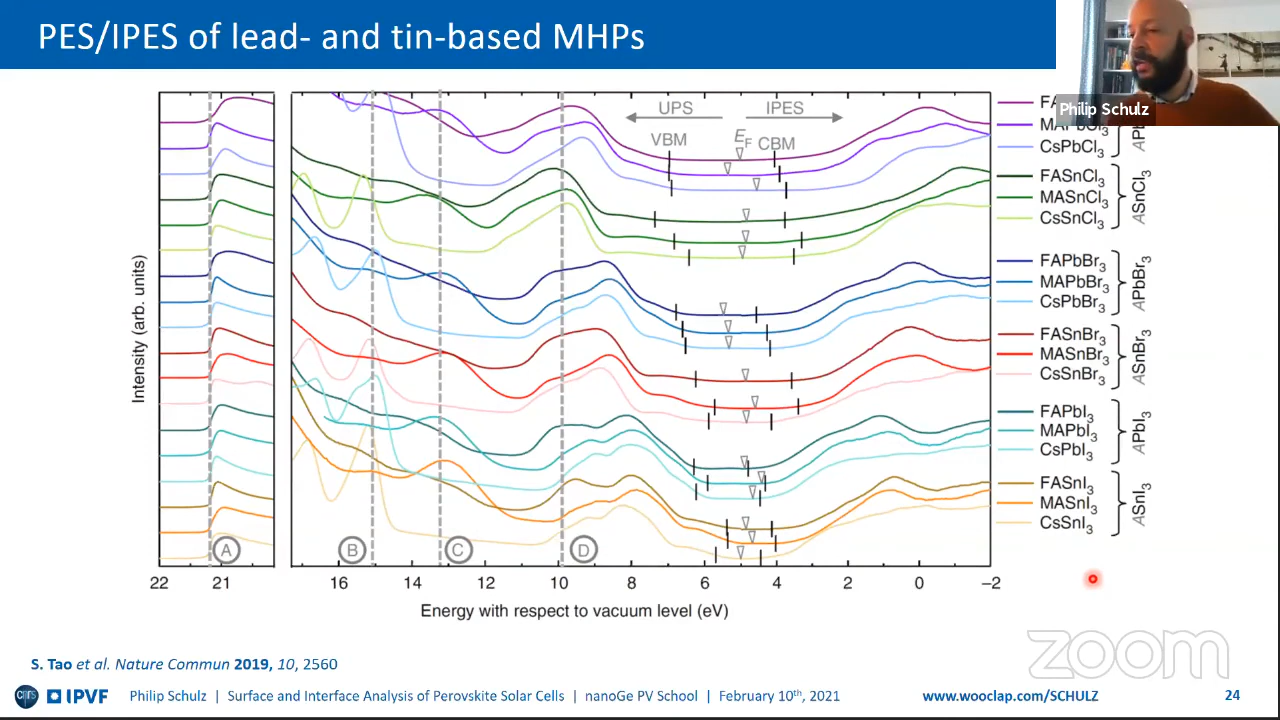 PES/IPES of lead- and tin-based MHPs
Philip Schulz
UPS
IPES
VBM
E_F
CBM
FA
MAPbCl3
CsPbCl3
APb
FASnCl3
MASnCl3
CsSnCl3
ASnCl3
FAPbBr3
MAPbBr3
CsPbBr3
APbBr3
FASnBr3
MASnBr3
CsSnBr3
ASnBr3
FAPbI3
MAPbI3
CsPbI3
APbI3
FASnI3
MASnI3
CsSnI3
ASnI3
Intensity (arb. units)
A
B
C
D
22 21 16 14 12 10 8 6 4 2 0 −2
Energy with respect to vacuum level (eV)
zoom
S. Tao et al. Nature Commun 2019, 10, 2560
cnrs IPVF Philip Schulz | Surface and Interface Analysis of Perovskite Solar Cells | nanoGe PV School | February 10th, 2021 www.wooclap.com/SCHULZ 24